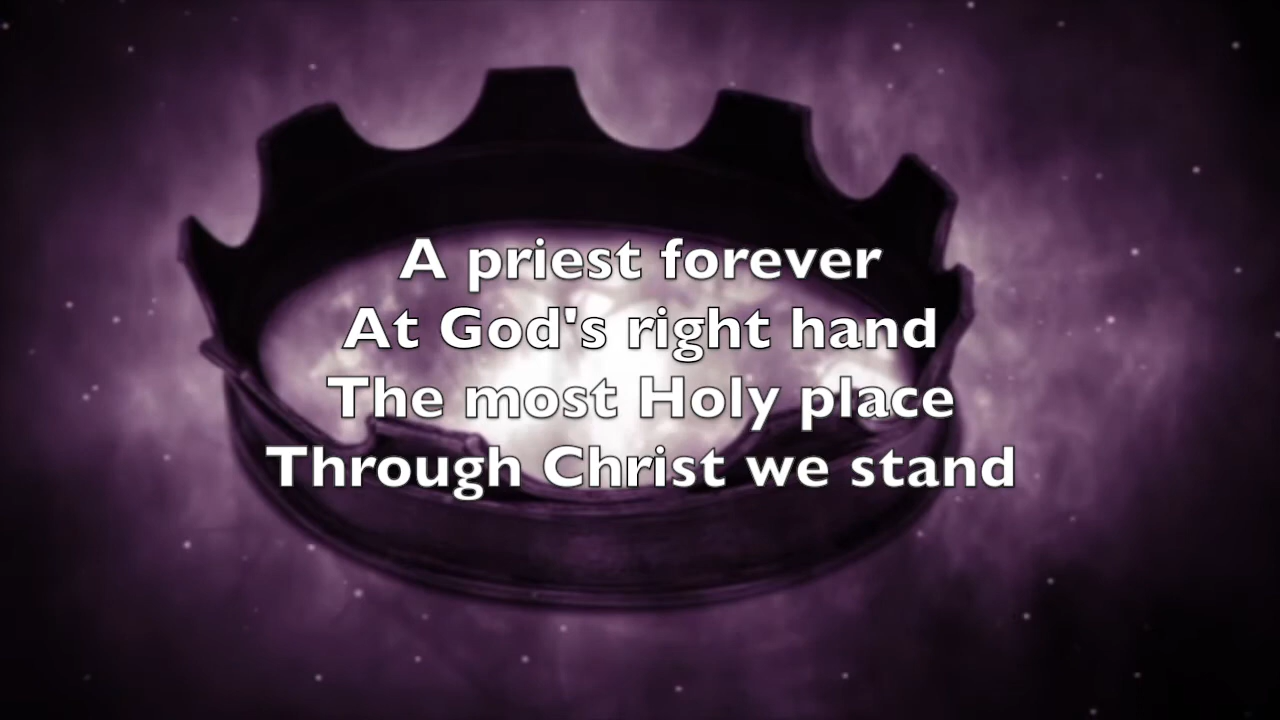 A priest forever
At God's right hand
The most Holy place
Through Christ we stand